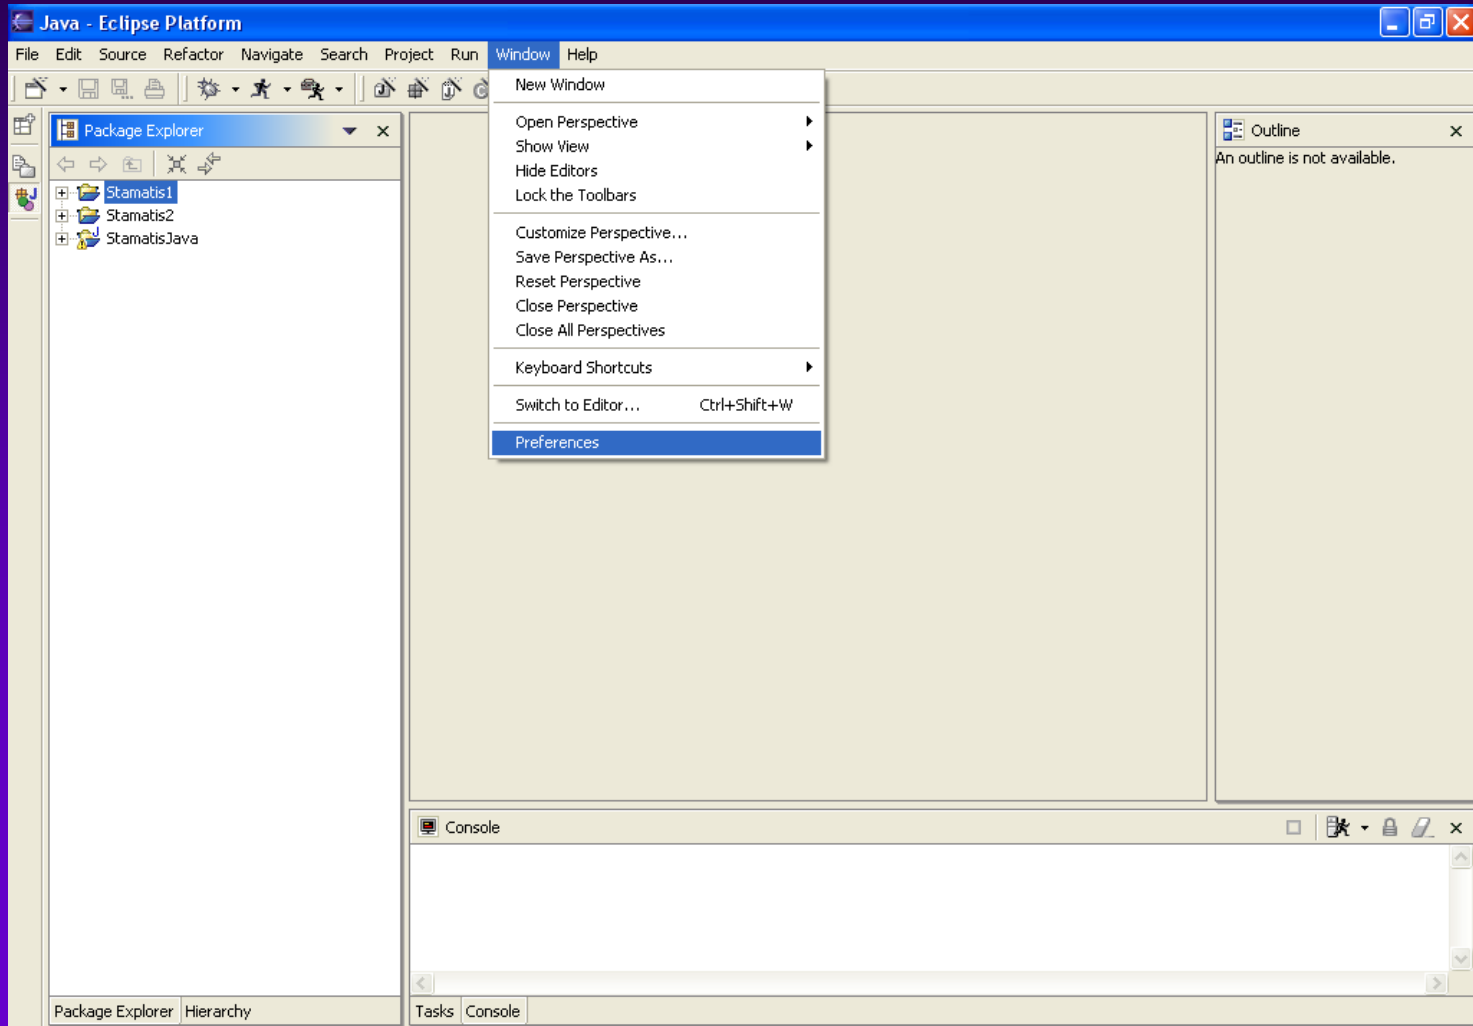 Java - Eclipse Platform
File Edit Source Refactor Navigate Search Project Run Window Help
New Window
Open Perspective
Show View
Hide Editors
Lock the Toolbars
Customize Perspective...
Save Perspective As...
Reset Perspective
Close Perspective
Close All Perspectives
Keyboard Shortcuts
Switch to Editor... Ctrl+Shift+W
Preferences
Package Explorer
Stamatis1
Stamatis2
StamatisJava
Package Explorer Hierarchy
Outline
An outline is not available.
Console
Tasks Console